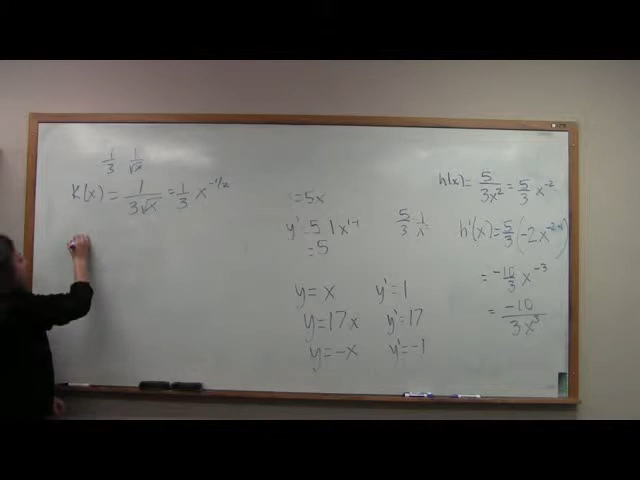 1/3 1/√x
K(x) = 1/(3√x) = 1/3 x^(-1/2)
= 5x
y' = 5·1x^(1-1)
= 5
5/3 · 1/x²
y = x y' = 1
y = 17x y' = 17
y = -x y' = -1
h(x) = 5/(3x²) = 5/3 x^(-2)
h'(x) = 5/3 (-2x^(-2-1))
= -10/3 x^(-3)
= -10/(3x³)